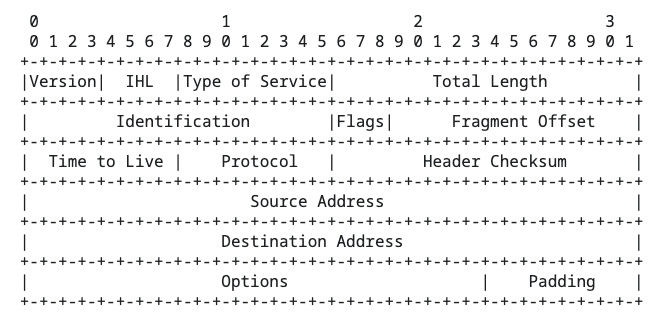 0                   1                   2                   3
 0 1 2 3 4 5 6 7 8 9 0 1 2 3 4 5 6 7 8 9 0 1 2 3 4 5 6 7 8 9 0 1
+-+-+-+-+-+-+-+-+-+-+-+-+-+-+-+-+-+-+-+-+-+-+-+-+-+-+-+-+-+-+-+-+
|Version|  IHL  |Type of Service|          Total Length         |
+-+-+-+-+-+-+-+-+-+-+-+-+-+-+-+-+-+-+-+-+-+-+-+-+-+-+-+-+-+-+-+-+
|         Identification        |Flags|      Fragment Offset    |
+-+-+-+-+-+-+-+-+-+-+-+-+-+-+-+-+-+-+-+-+-+-+-+-+-+-+-+-+-+-+-+-+
|  Time to Live |    Protocol   |         Header Checksum       |
+-+-+-+-+-+-+-+-+-+-+-+-+-+-+-+-+-+-+-+-+-+-+-+-+-+-+-+-+-+-+-+-+
|                       Source Address                          |
+-+-+-+-+-+-+-+-+-+-+-+-+-+-+-+-+-+-+-+-+-+-+-+-+-+-+-+-+-+-+-+-+
|                    Destination Address                        |
+-+-+-+-+-+-+-+-+-+-+-+-+-+-+-+-+-+-+-+-+-+-+-+-+-+-+-+-+-+-+-+-+
|                    Options                    |    Padding    |
+-+-+-+-+-+-+-+-+-+-+-+-+-+-+-+-+-+-+-+-+-+-+-+-+-+-+-+-+-+-+-+-+